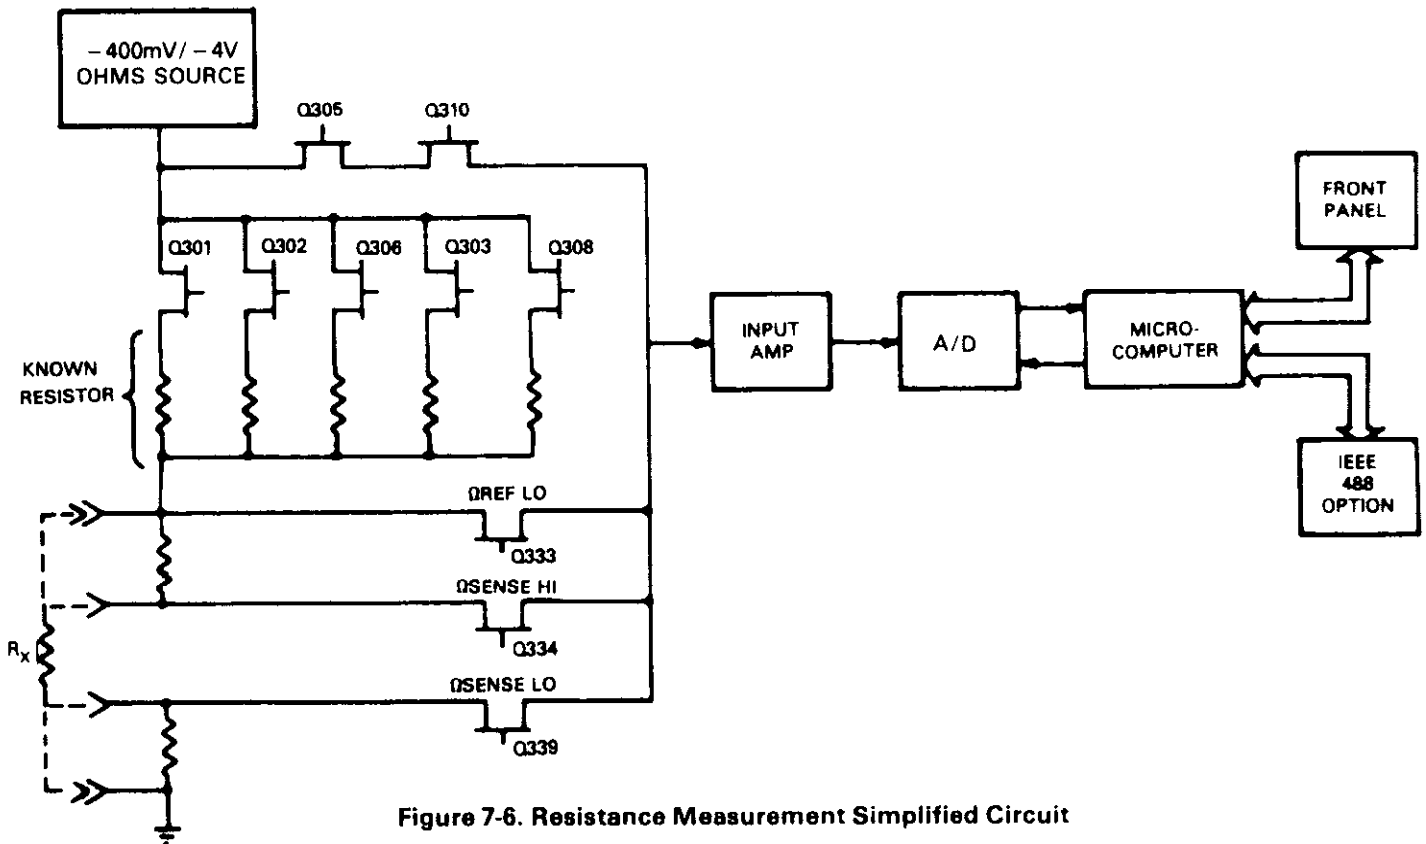 −400mV/−4V
OHMS SOURCE
Q305
Q310
Q301
Q302
Q306
Q303
Q308
KNOWN
RESISTOR
INPUT
AMP
A/D
MICRO-
COMPUTER
FRONT
PANEL
IEEE
488
OPTION
ΩREF LO
Q333
ΩSENSE HI
Q334
RX
ΩSENSE LO
Q339
Figure 7-6. Resistance Measurement Simplified Circuit